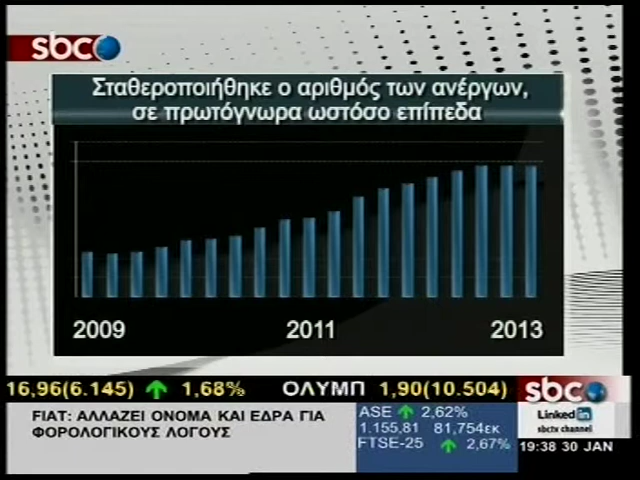 sbc
Σταθεροποιήθηκε ο αριθμός των ανέργων,
σε πρωτόγνωρα ωστόσο επίπεδα
2009 2011 2013
16,96(6.145) 1,68% ΟΛΥΜΠ 1,90(10.504)
sbc
FIAT: ΑΛΛΑΖΕΙ ΟΝΟΜΑ ΚΑΙ ΕΔΡΑ ΓΙΑ
ΦΟΡΟΛΟΓΙΚΟΥΣ ΛΟΓΟΥΣ
ASE 2,62%
1.155,81 81,754εκ
FTSE-25 2,67%
Linked in
sbctv channel
19:38 30 JAN